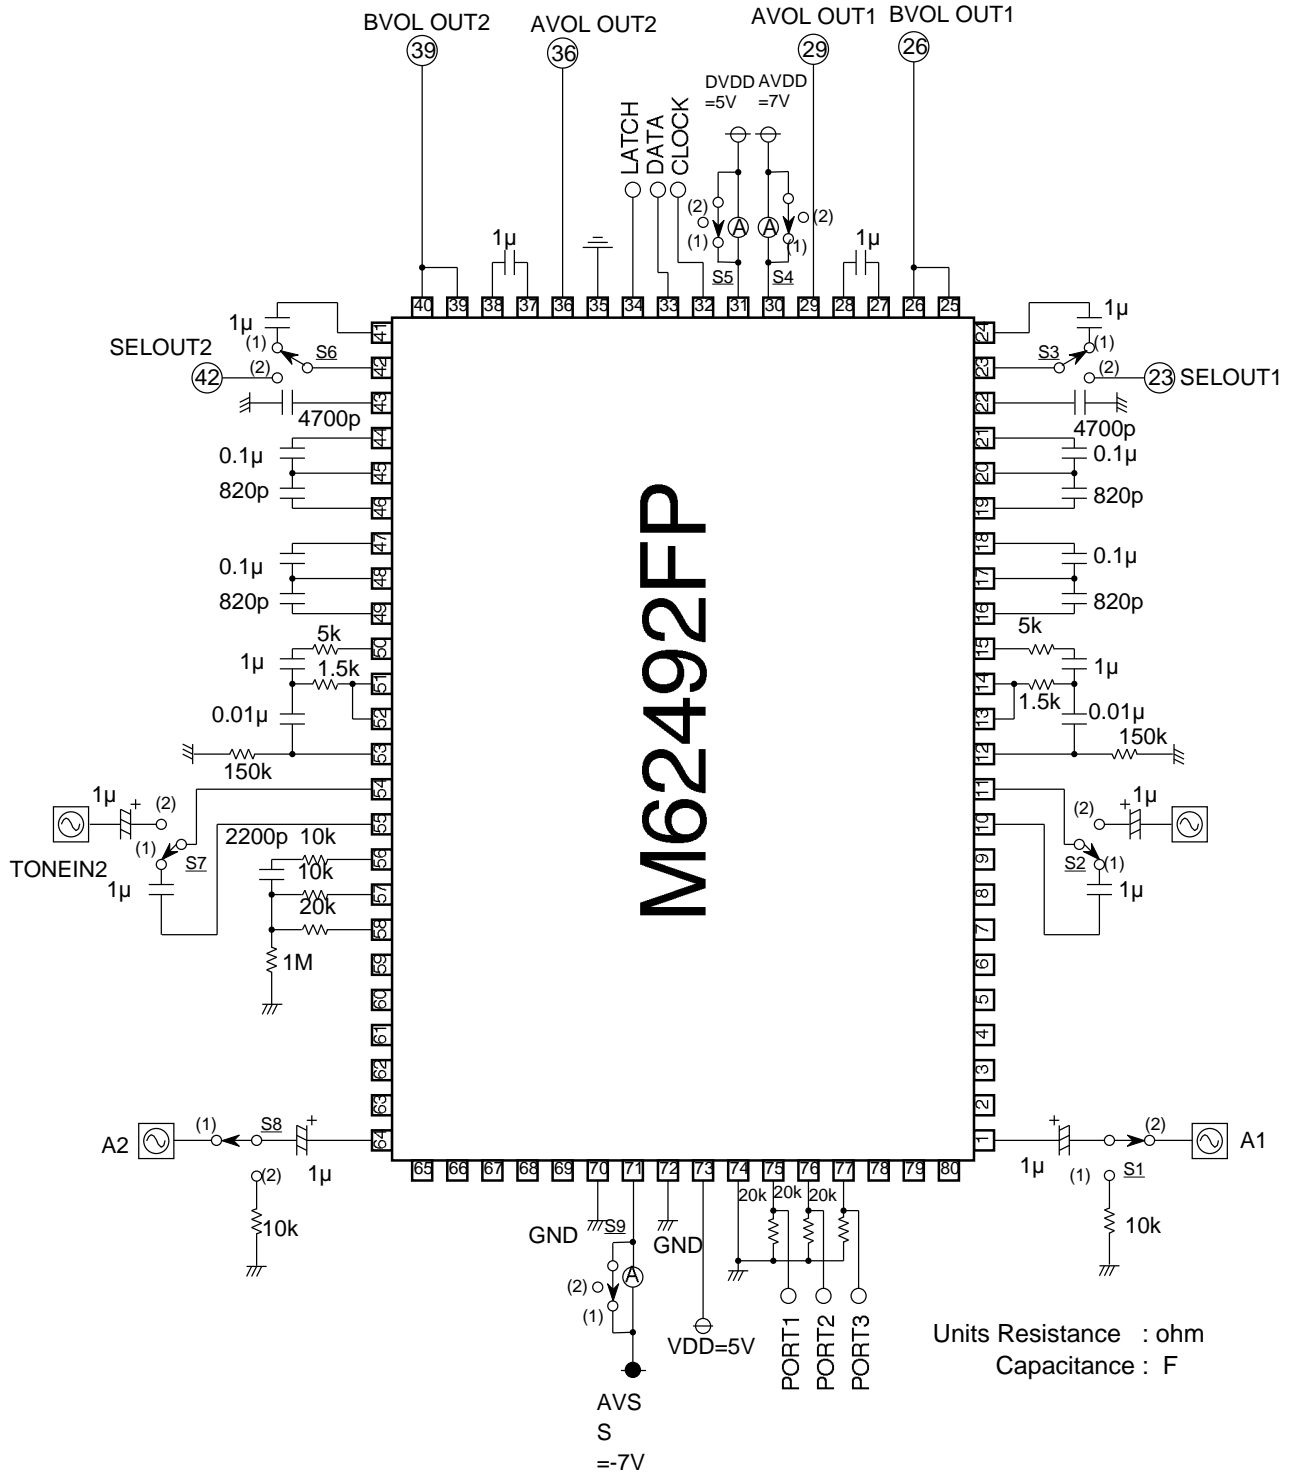 BVOL OUT2
AVOL OUT2
AVOL OUT1
BVOL OUT1
39
36
29
26
DVDD
=5V
AVDD
=7V
LATCH
DATA
CLOCK
(2)
(1)
A
A
(2)
(1)
S5
S4
1µ
1µ
40
39
38
37
36
35
34
33
32
31
30
29
28
27
26
25
1µ
(1)
S6
SELOUT2
(2)
42
4700p
0.1µ
820p
0.1µ
820p
5k
1µ
1.5k
0.01µ
150k
1µ
+
(2)
(1)
S7
TONEIN2
1µ
2200p
10k
10k
20k
1M
41
42
43
44
45
46
47
48
49
50
51
52
53
54
55
56
57
58
59
60
61
62
63
64
M62492FP
24
23
22
21
20
19
18
17
16
15
14
13
12
11
10
9
8
7
6
5
4
3
2
1
1µ
(1)
S3
(2)
23
SELOUT1
4700p
0.1µ
820p
0.1µ
820p
5k
1µ
1.5k
0.01µ
150k
(2)
+
1µ
S2
(1)
1µ
A2
(1)
S8
+
1µ
(2)
10k
+
1µ
(2)
A1
(1)
S1
10k
65
66
67
68
69
70
71
72
73
74
75
76
77
78
79
80
20k
20k
20k
GND
S9
GND
(2)
(1)
A
VDD=5V
PORT1
PORT2
PORT3
AVS
S
=-7V
Units Resistance : ohm
Capacitance : F